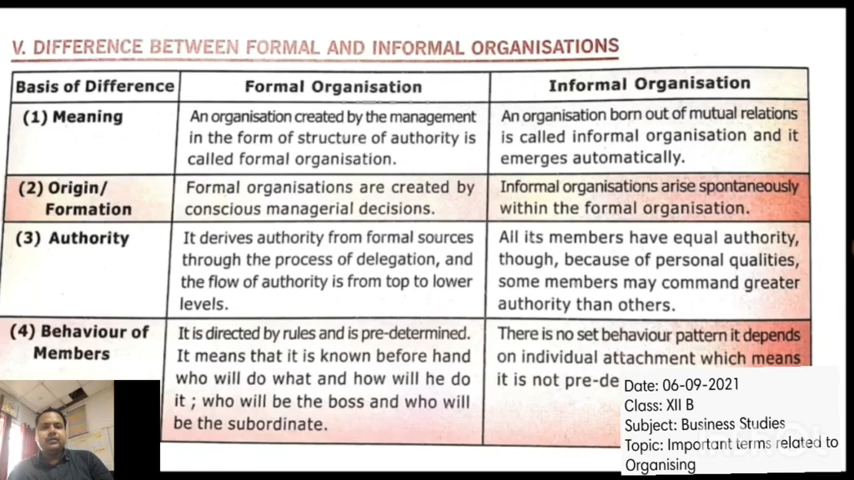 V. DIFFERENCE BETWEEN FORMAL AND INFORMAL ORGANISATIONS
Basis of Difference
Formal Organisation
Informal Organisation
(1) Meaning
An organisation created by the management
in the form of structure of authority is
called formal organisation.
An organisation born out of mutual relations
is called informal organisation and it
emerges automatically.
(2) Origin/
Formation
Formal organisations are created by
conscious managerial decisions.
Informal organisations arise spontaneously
within the formal organisation.
(3) Authority
It derives authority from formal sources
through the process of delegation, and
the flow of authority is from top to lower
levels.
All its members have equal authority,
though, because of personal qualities,
some members may command greater
authority than others.
(4) Behaviour of
Members
It is directed by rules and is pre-determined.
It means that it is known before hand
who will do what and how will he do
it ; who will be the boss and who will
be the subordinate.
There is no set behaviour pattern it depends
on individual attachment which means
it is not pre-de
Date: 06-09-2021
Class: XII B
Subject: Business Studies
Topic: Important terms related to
Organising